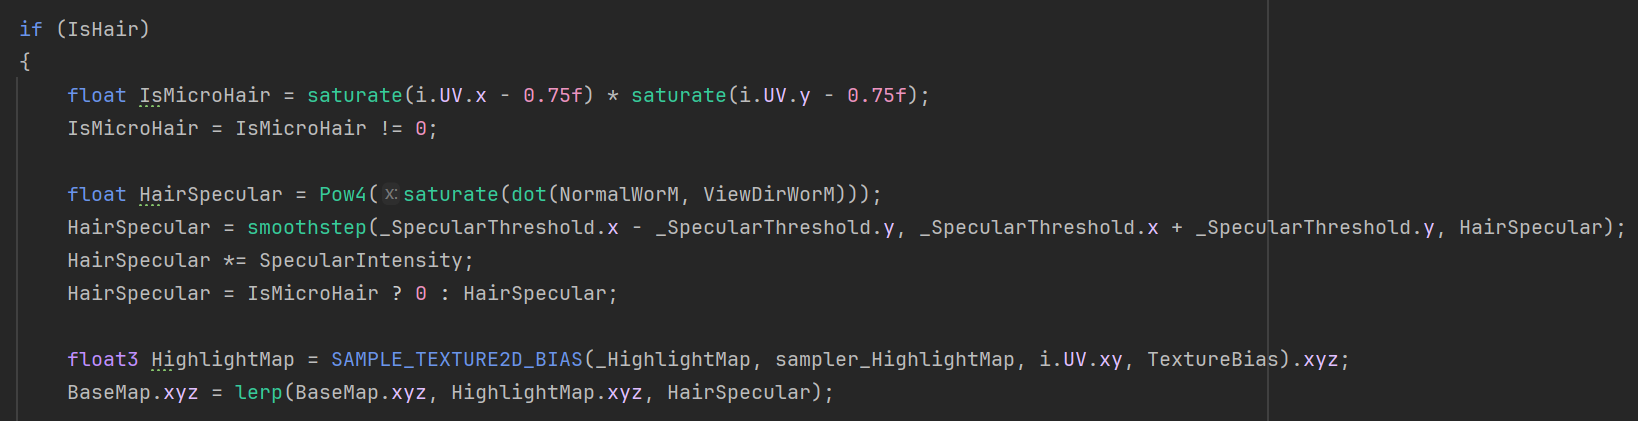 if (IsHair)
{
float IsMicroHair = saturate(i.UV.x - 0.75f) * saturate(i.UV.y - 0.75f);
IsMicroHair = IsMicroHair != 0;
float HairSpecular = Pow4(x: saturate(dot(NormalWorM, ViewDirWorM)));
HairSpecular = smoothstep(_SpecularThreshold.x - _SpecularThreshold.y, _SpecularThreshold.x + _SpecularThreshold.y, HairSpecular);
HairSpecular *= SpecularIntensity;
HairSpecular = IsMicroHair ? 0 : HairSpecular;
float3 HighlightMap = SAMPLE_TEXTURE2D_BIAS(_HighlightMap, sampler_HighlightMap, i.UV.xy, TextureBias).xyz;
BaseMap.xyz = lerp(BaseMap.xyz, HighlightMap.xyz, HairSpecular);